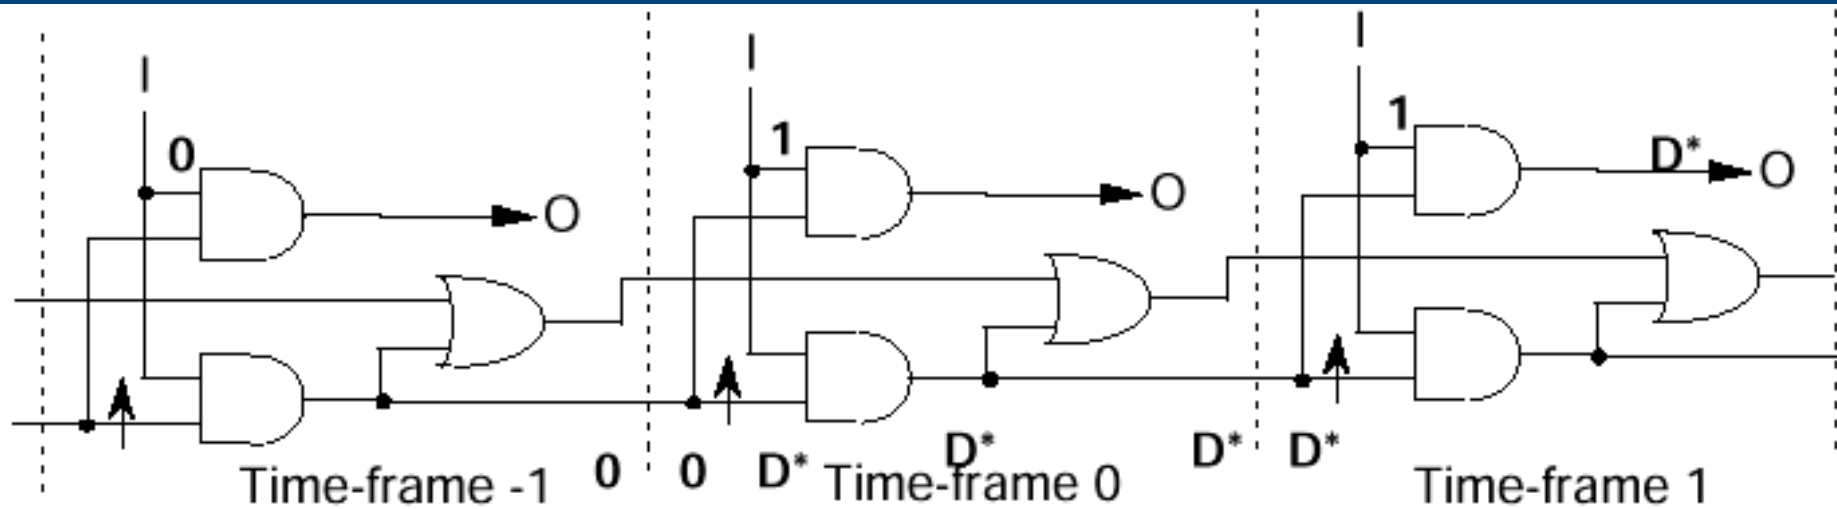 I
0
O
Time-frame -1
0
I
1
O
0
D*
D*
Time-frame 0
D*
I
1
D*
O
D*
Time-frame 1